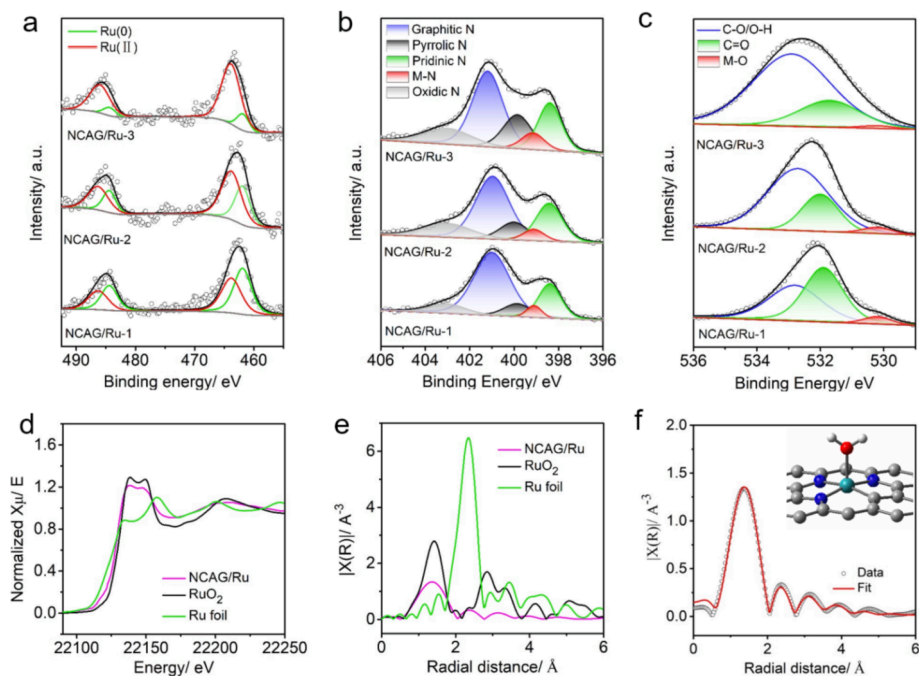 a
Ru(0)
Ru(Ⅱ)
NCAG/Ru-3
NCAG/Ru-2
NCAG/Ru-1
Intensity/ a.u.
490 480 470 460
Binding energy/ eV
b
Graphitic N
Pyrrolic N
Pridinic N
M-N
Oxidic N
NCAG/Ru-3
NCAG/Ru-2
NCAG/Ru-1
Intensity/ a.u.
406 404 402 400 398 396
Binding Energy/ eV
c
C-O/O-H
C=O
M-O
NCAG/Ru-3
NCAG/Ru-2
NCAG/Ru-1
Intensity/ a.u.
536 534 532 530
Binding Energy/ eV
d
Normalized Xμ/ E
1.6
1.2
0.8
0.4
0.0
NCAG/Ru
RuO₂
Ru foil
22100 22150 22200 22250
Energy/ eV
e
|X(R)|/ A⁻³
6
4
2
0
NCAG/Ru
RuO₂
Ru foil
0 1 2 3 4 5 6
Radial distance/ Å
f
|X(R)|/ A⁻³
2.0
1.5
1.0
0.5
0.0
Data
Fit
0 2 4 6
Radial distance/ Å